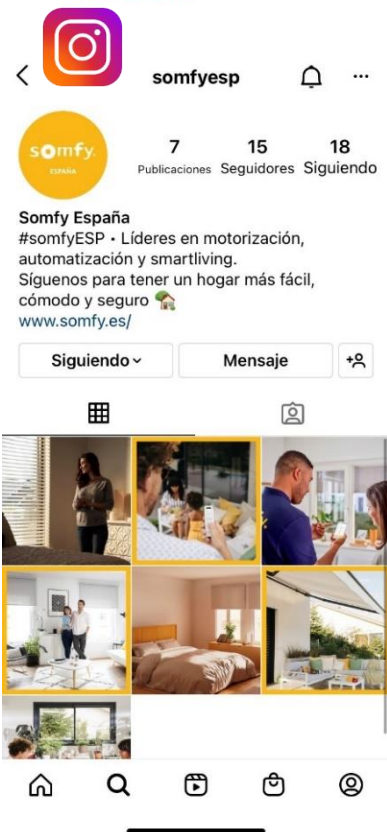 somfyesp
somfy.
ESPAÑA
7 15 18
Publicaciones Seguidores Siguiendo
Somfy España
#somfyESP • Líderes en motorización,
automatización y smartliving.
Síguenos para tener un hogar más fácil,
cómodo y seguro 🏡
www.somfy.es/
Siguiendo Mensaje